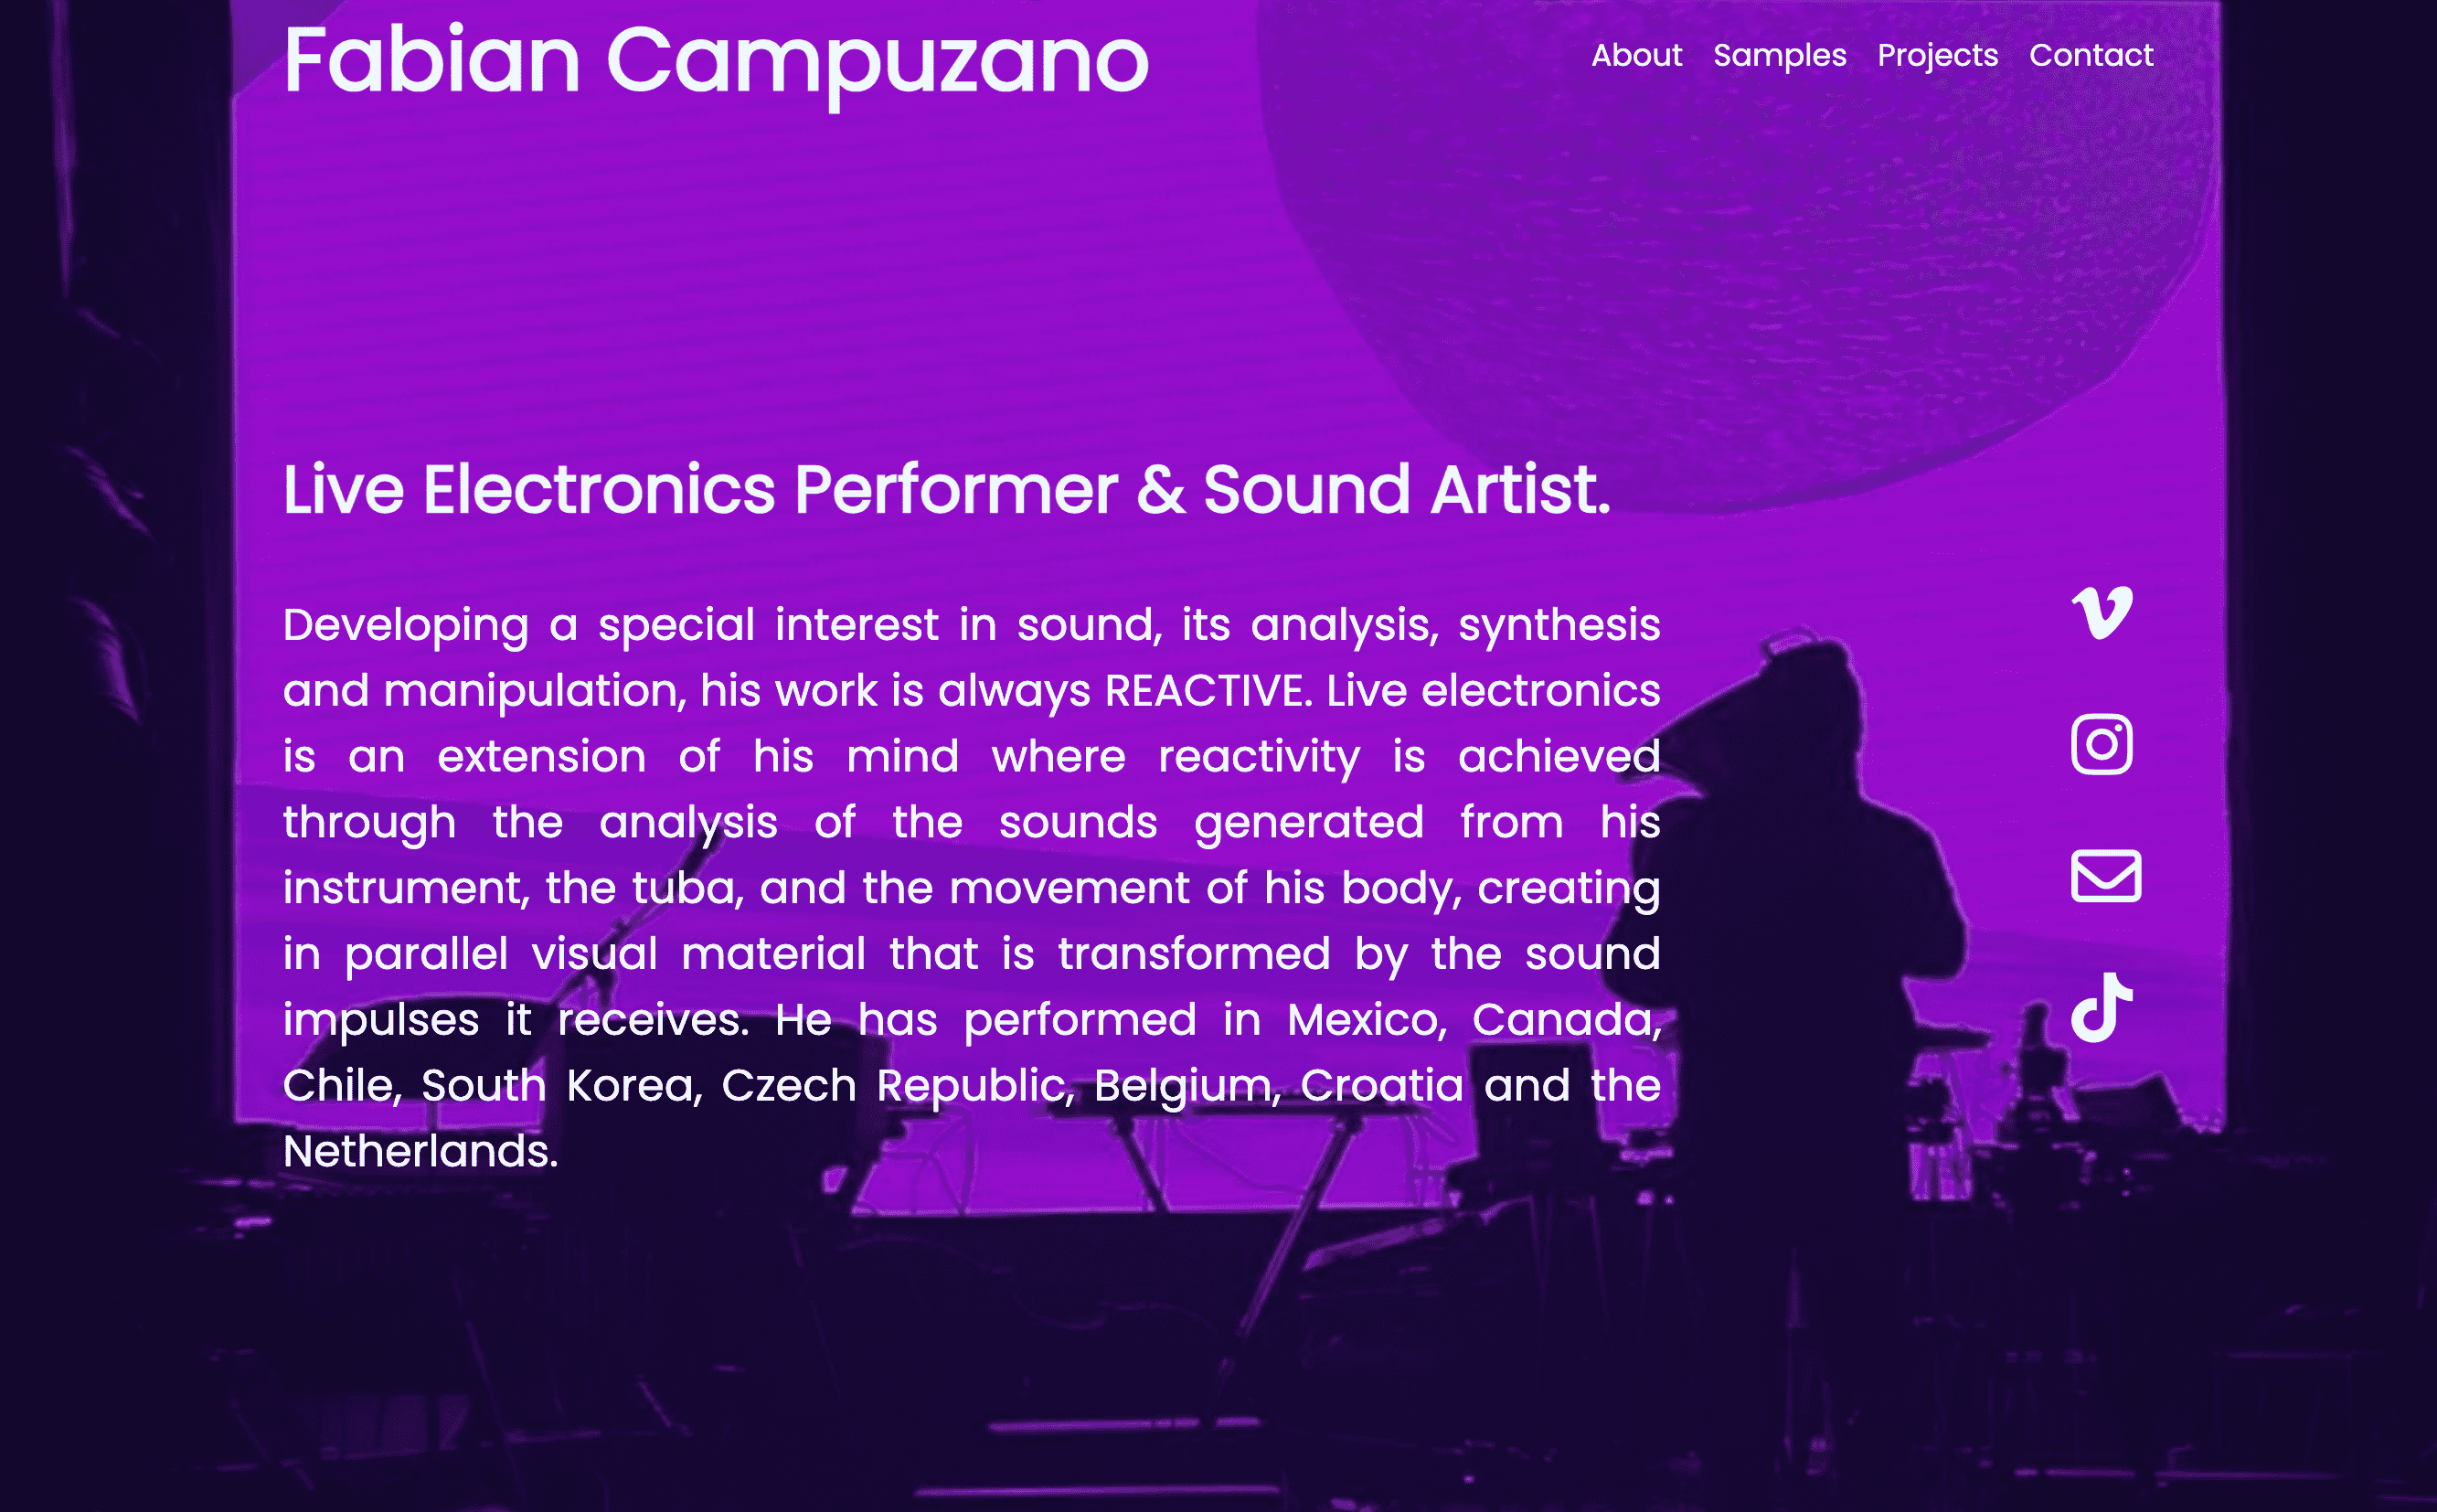 Fabian Campuzano
About Samples Projects Contact
Live Electronics Performer & Sound Artist.
Developing a special interest in sound, its analysis, synthesis
and manipulation, his work is always REACTIVE. Live electronics
is an extension of his mind where reactivity is achieved
through the analysis of the sounds generated from his
instrument, the tuba, and the movement of his body, creating
in parallel visual material that is transformed by the sound
impulses it receives. He has performed in Mexico, Canada,
Chile, South Korea, Czech Republic, Belgium, Croatia and the
Netherlands.